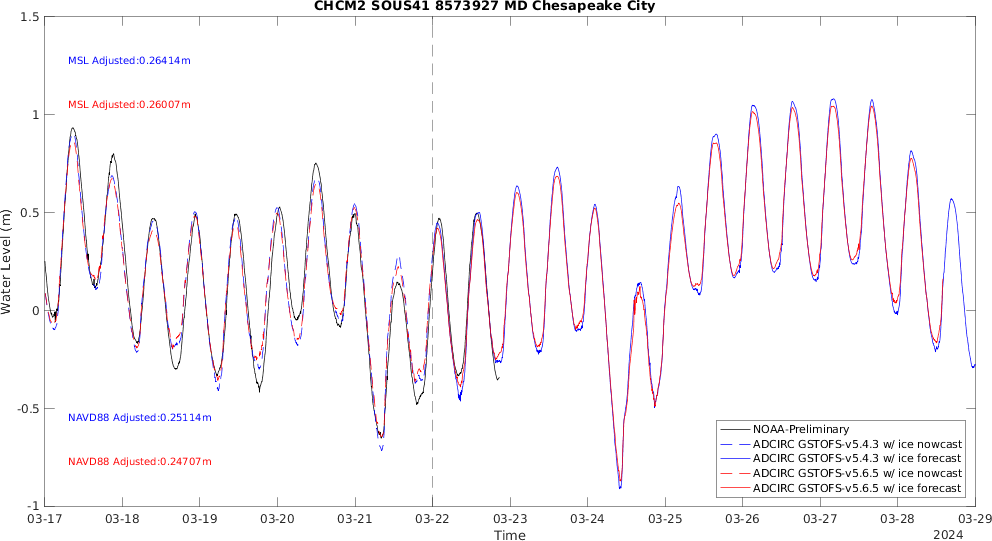 CHCM2 SOUS41 8573927 MD Chesapeake City
1.5
MSL Adjusted:0.26414m
MSL Adjusted:0.26007m
1
0.5
Water Level (m)
0
-0.5
NAVD88 Adjusted:0.25114m
NAVD88 Adjusted:0.24707m
-1
NOAA-Preliminary
ADCIRC GSTOFS-v5.4.3 w/ ice nowcast
ADCIRC GSTOFS-v5.4.3 w/ ice forecast
ADCIRC GSTOFS-v5.6.5 w/ ice nowcast
ADCIRC GSTOFS-v5.6.5 w/ ice forecast
03-17 03-18 03-19 03-20 03-21 03-22 03-23 03-24 03-25 03-26 03-27 03-28 03-29
Time
2024